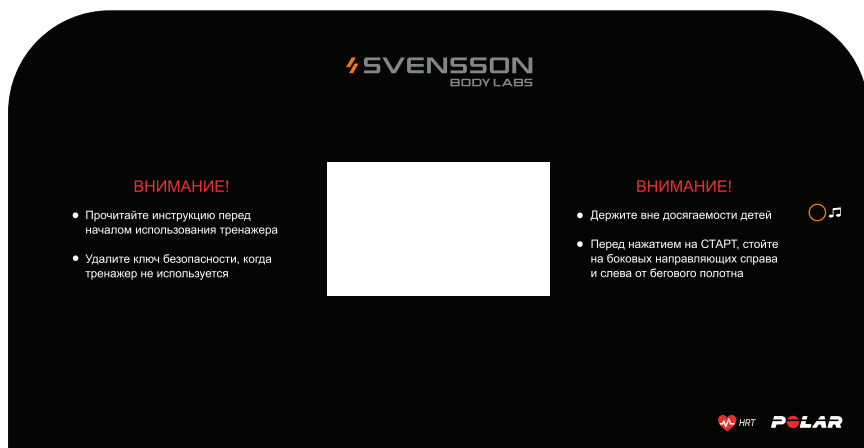 SVENSSON
BODY LABS
ВНИМАНИЕ!
● Прочитайте инструкцию перед
началом использования тренажера
● Удалите ключ безопасности, когда
тренажер не используется
ВНИМАНИЕ!
● Держите вне досягаемости детей
● Перед нажатием на СТАРТ, стойте
на боковых направляющих справа
и слева от бегового полотна
HRT
POLAR